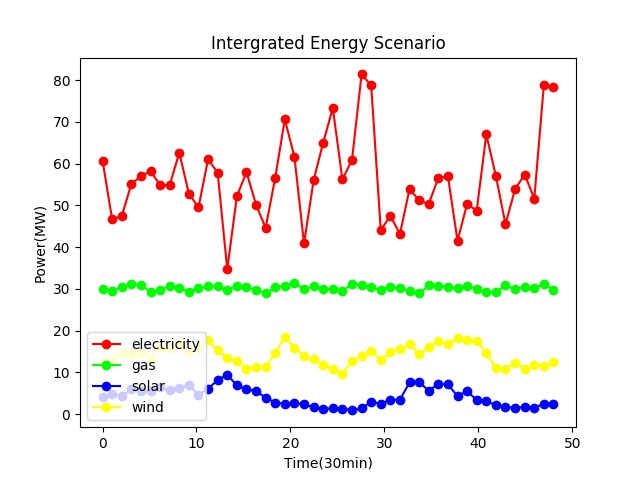 Intergrated Energy Scenario
Power(MW)
80
70
60
50
40
30
20
10
0
electricity
gas
solar
wind
0 10 20 30 40 50
Time(30min)